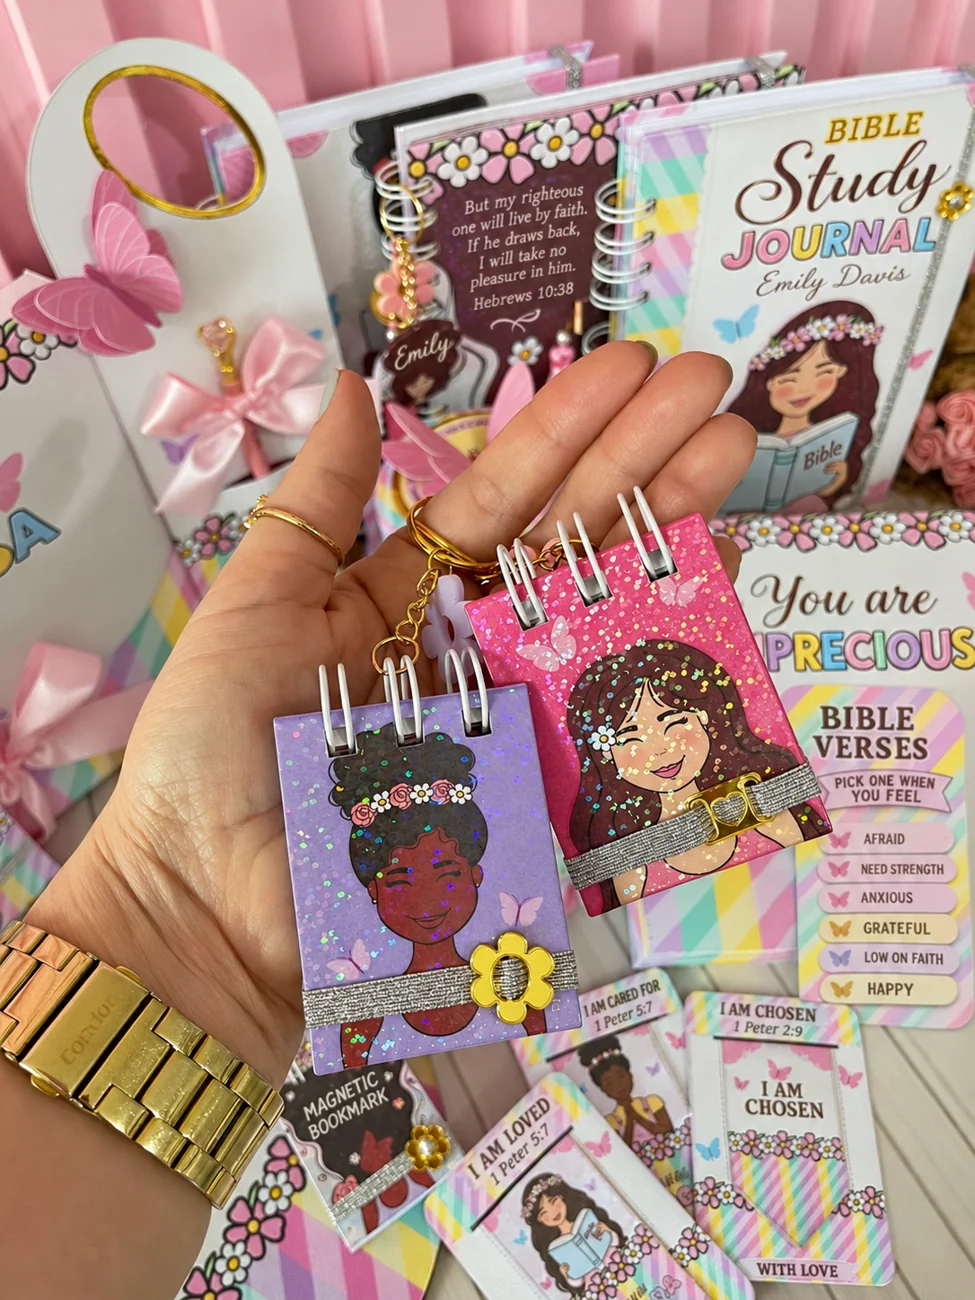 BIBLE
Study
JOURNAL
Emily Davis
But my righteous
one will live by faith.
If he draws back,
I will take no
pleasure in him.
Hebrews 10:38
Emily
Bible
DA
You are
PRECIOUS
BIBLE
VERSES
PICK ONE WHEN
YOU FEEL
AFRAID
NEED STRENGTH
ANXIOUS
GRATEFUL
LOW ON FAITH
HAPPY
Condor
MAGNETIC
BOOKMARK
I AM CARED FOR
1 Peter 5:7
I AM CHOSEN
1 Peter 2:9
I AM
CHOSEN
WITH LOVE
I AM LOVED
1 Peter 5:7